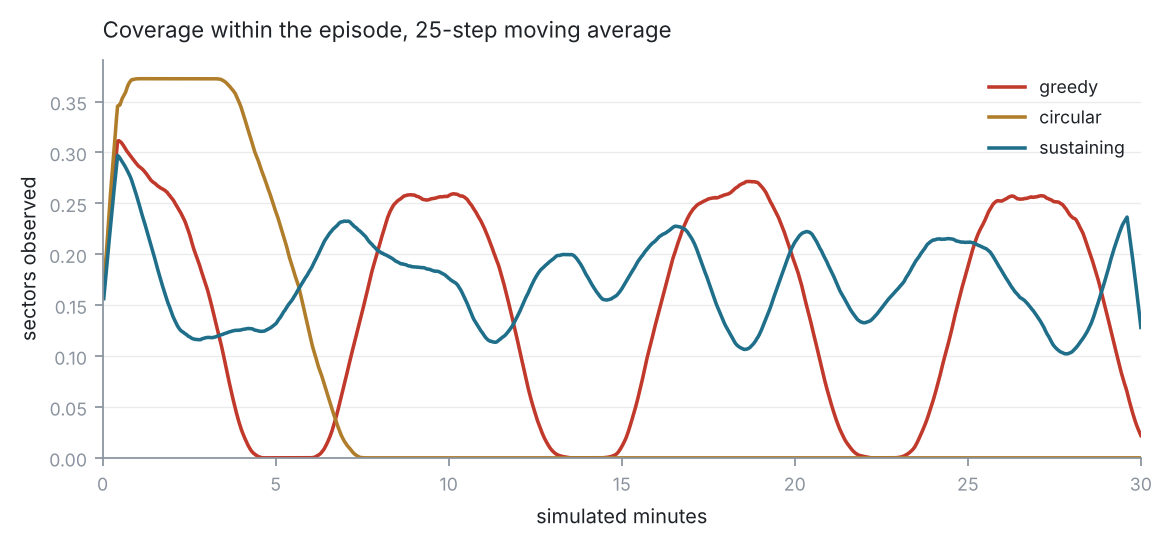 Coverage within the episode, 25-step moving average
greedy
circular
sustaining
sectors observed
0.35
0.30
0.25
0.20
0.15
0.10
0.05
0.00
0 5 10 15 20 25 30
simulated minutes